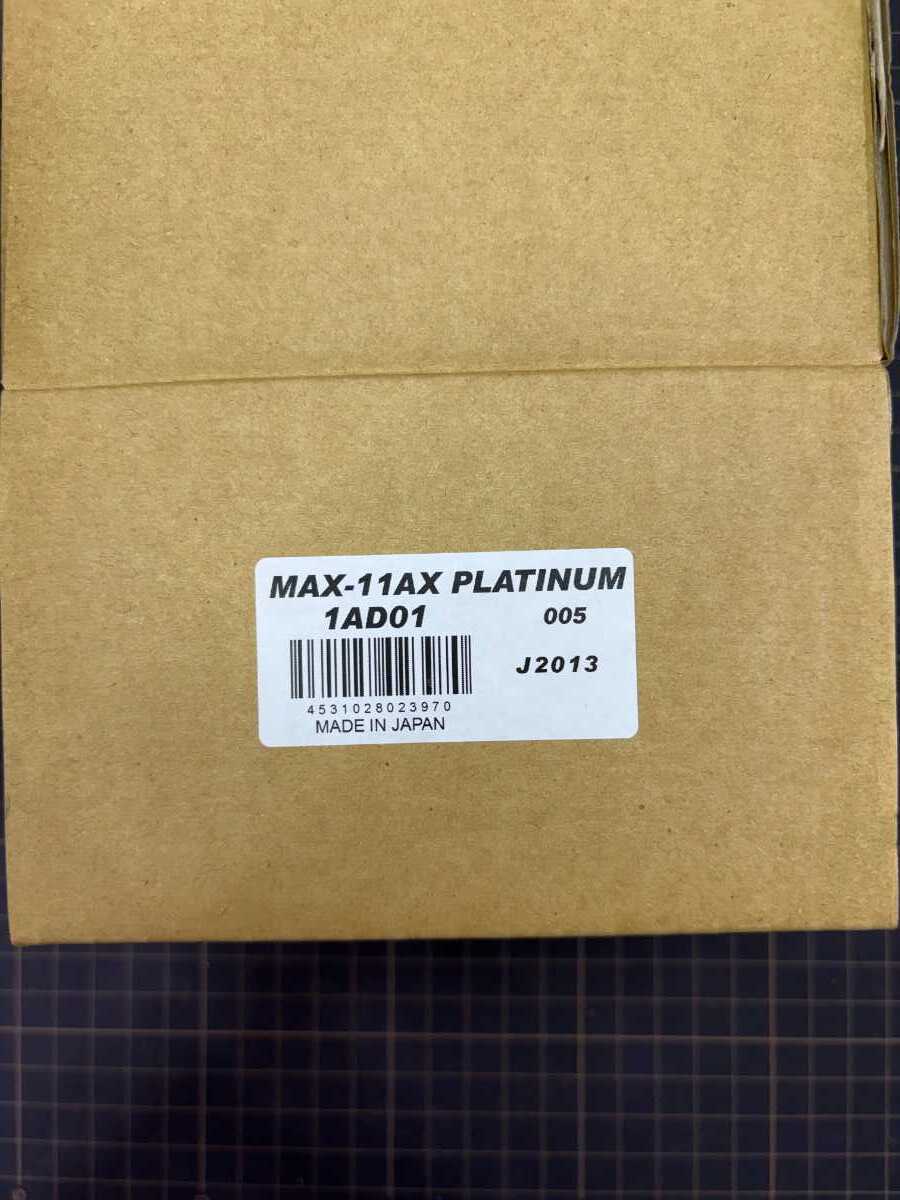 MAX-11AX PLATINUM
1AD01 005
J2013
4531028023970
MADE IN JAPAN